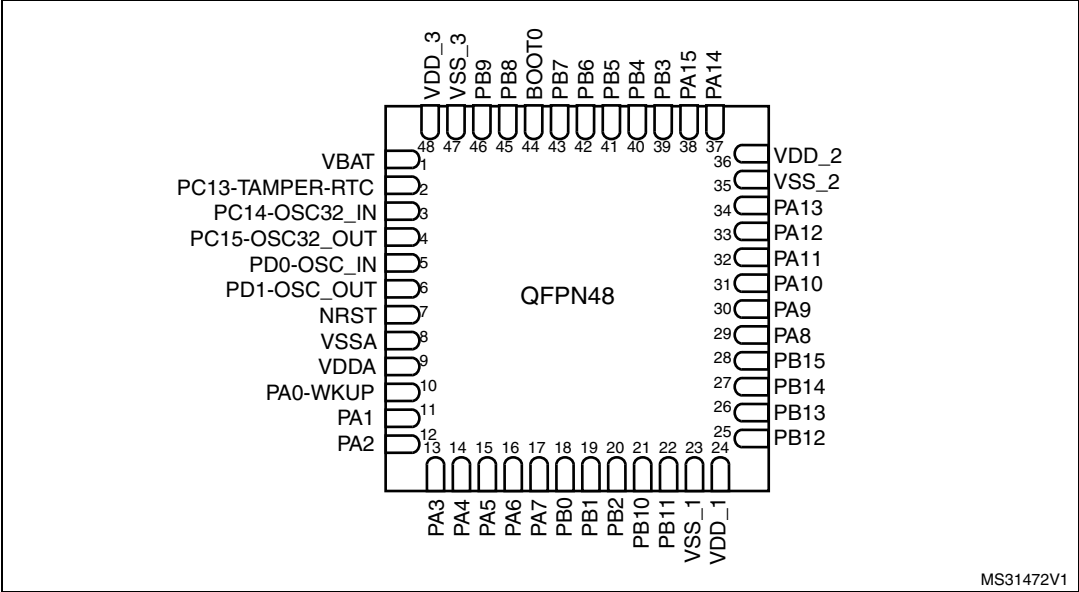 VDD_3
VSS_3
PB9
PB8
BOOT0
PB7
PB6
PB5
PB4
PB3
PA15
PA14
48 47 46 45 44 43 42 41 40 39 38 37
VBAT 1
PC13-TAMPER-RTC 2
PC14-OSC32_IN 3
PC15-OSC32_OUT 4
PD0-OSC_IN 5
PD1-OSC_OUT 6
NRST 7
VSSA 8
VDDA 9
PA0-WKUP 10
PA1 11
PA2 12
QFPN48
36 VDD_2
35 VSS_2
34 PA13
33 PA12
32 PA11
31 PA10
30 PA9
29 PA8
28 PB15
27 PB14
26 PB13
25 PB12
13 14 15 16 17 18 19 20 21 22 23 24
PA3
PA4
PA5
PA6
PA7
PB0
PB1
PB2
PB10
PB11
VSS_1
VDD_1
MS31472V1